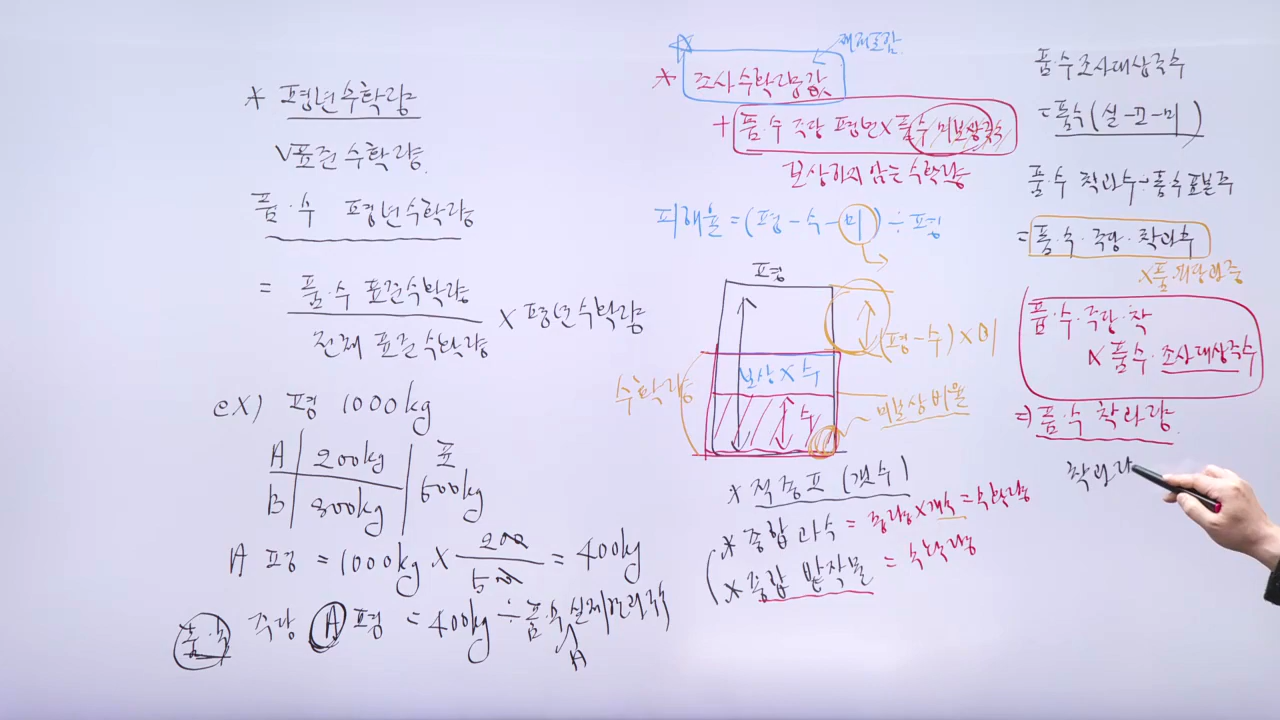 * 평년수확량
V표준수확량
품·수 평년수확량
= 품·수 표준수확량 / 전체 표준수확량 × 평년수확량
ex) 평 1000kg
A | 200kg | 표
B | 300kg | 500kg
A 평 = 1000kg × 200/500 = 400kg
품·수 주당 A 평 = 400kg ÷ 품·수 실제결과주수
A
* 조사수확량값
+ 품·수 주당 평년 × 품수 미보상주수
보상하지 않는 수확량
피해율 = (평 - 수 - 미) ÷ 평
평
(평-수) × 미
보상 × 수
수확량
수
미보상비율
* 적종포 (갯수)
* 종합과수 = 중량 × 개수 = 수확량
* 종합 밭작물 = 수확량
품·수조사대상주수
= 품수(실-고-미)
품·수 착과수 ÷ 품수표본주
= 품·수·주당·착과수
× 품·과당과중
품·수·주당·착
× 품수·조사대상주수
⇒ 품·수 착과량
착과